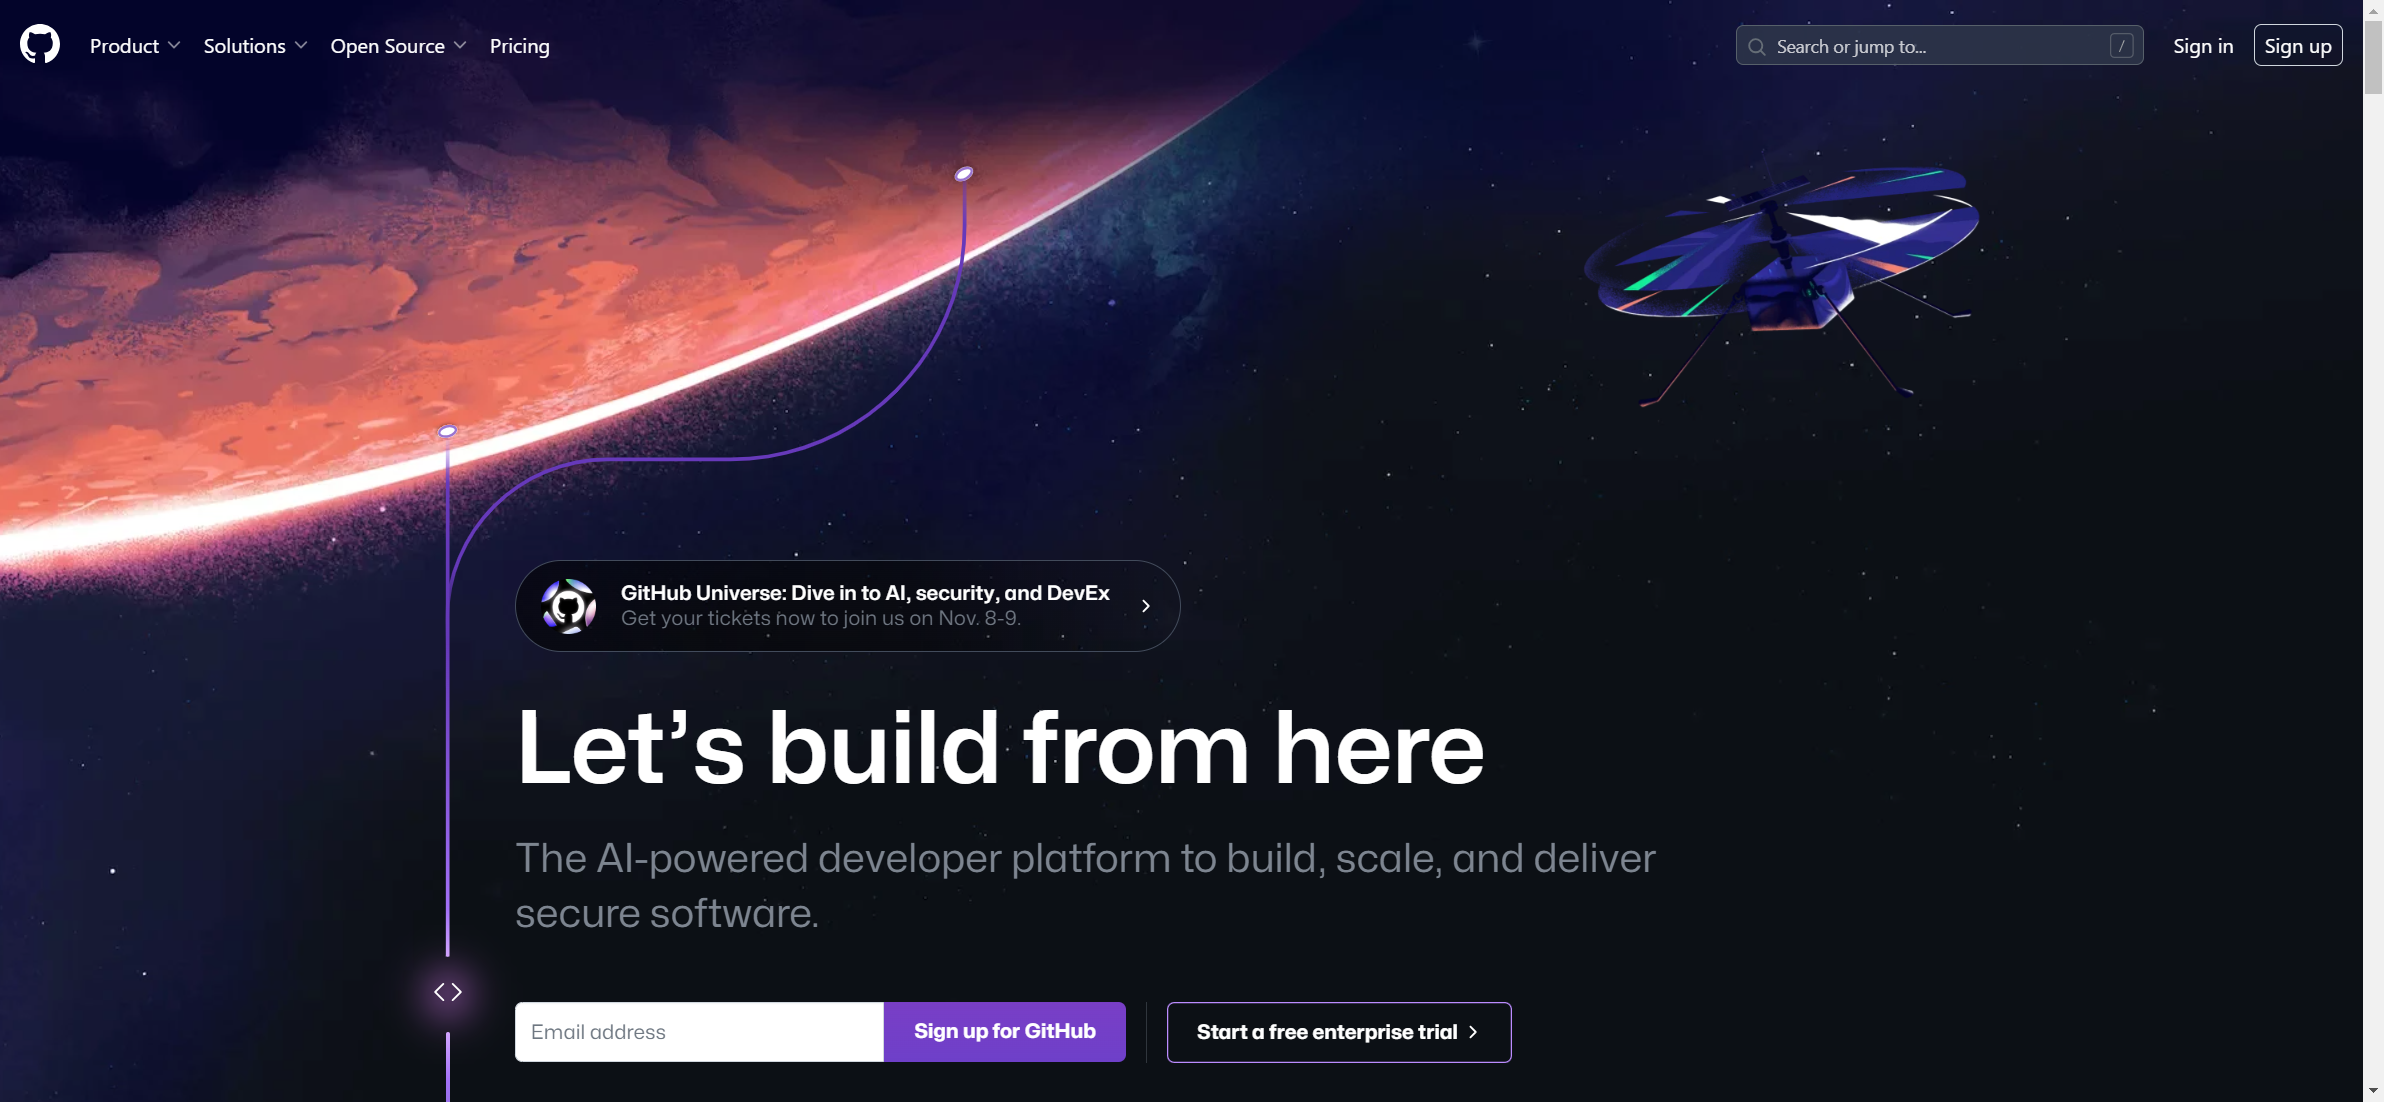 Product
Solutions
Open Source
Pricing
Search or jump to...
/
Sign in
Sign up
GitHub Universe: Dive in to AI, security, and DevEx
Get your tickets now to join us on Nov. 8-9.
Let’s build from here
The AI-powered developer platform to build, scale, and deliver
secure software.
Email address
Sign up for GitHub
Start a free enterprise trial